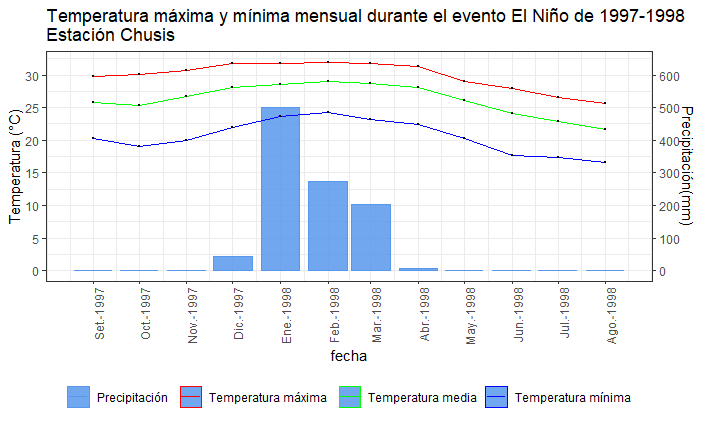 Temperatura máxima y mínima mensual durante el evento El Niño de 1997-1998
Estación Chusis
Temperatura (°C)
30
25
20
15
10
5
0
600
500
400
300
200
100
0
Precipitación(mm)
Set.-1997
Oct.-1997
Nov.-1997
Dic.-1997
Ene.-1998
Feb.-1998
Mar.-1998
Abr.-1998
May.-1998
Jun.-1998
Jul.-1998
Ago.-1998
fecha
Precipitación
Temperatura máxima
Temperatura media
Temperatura mínima